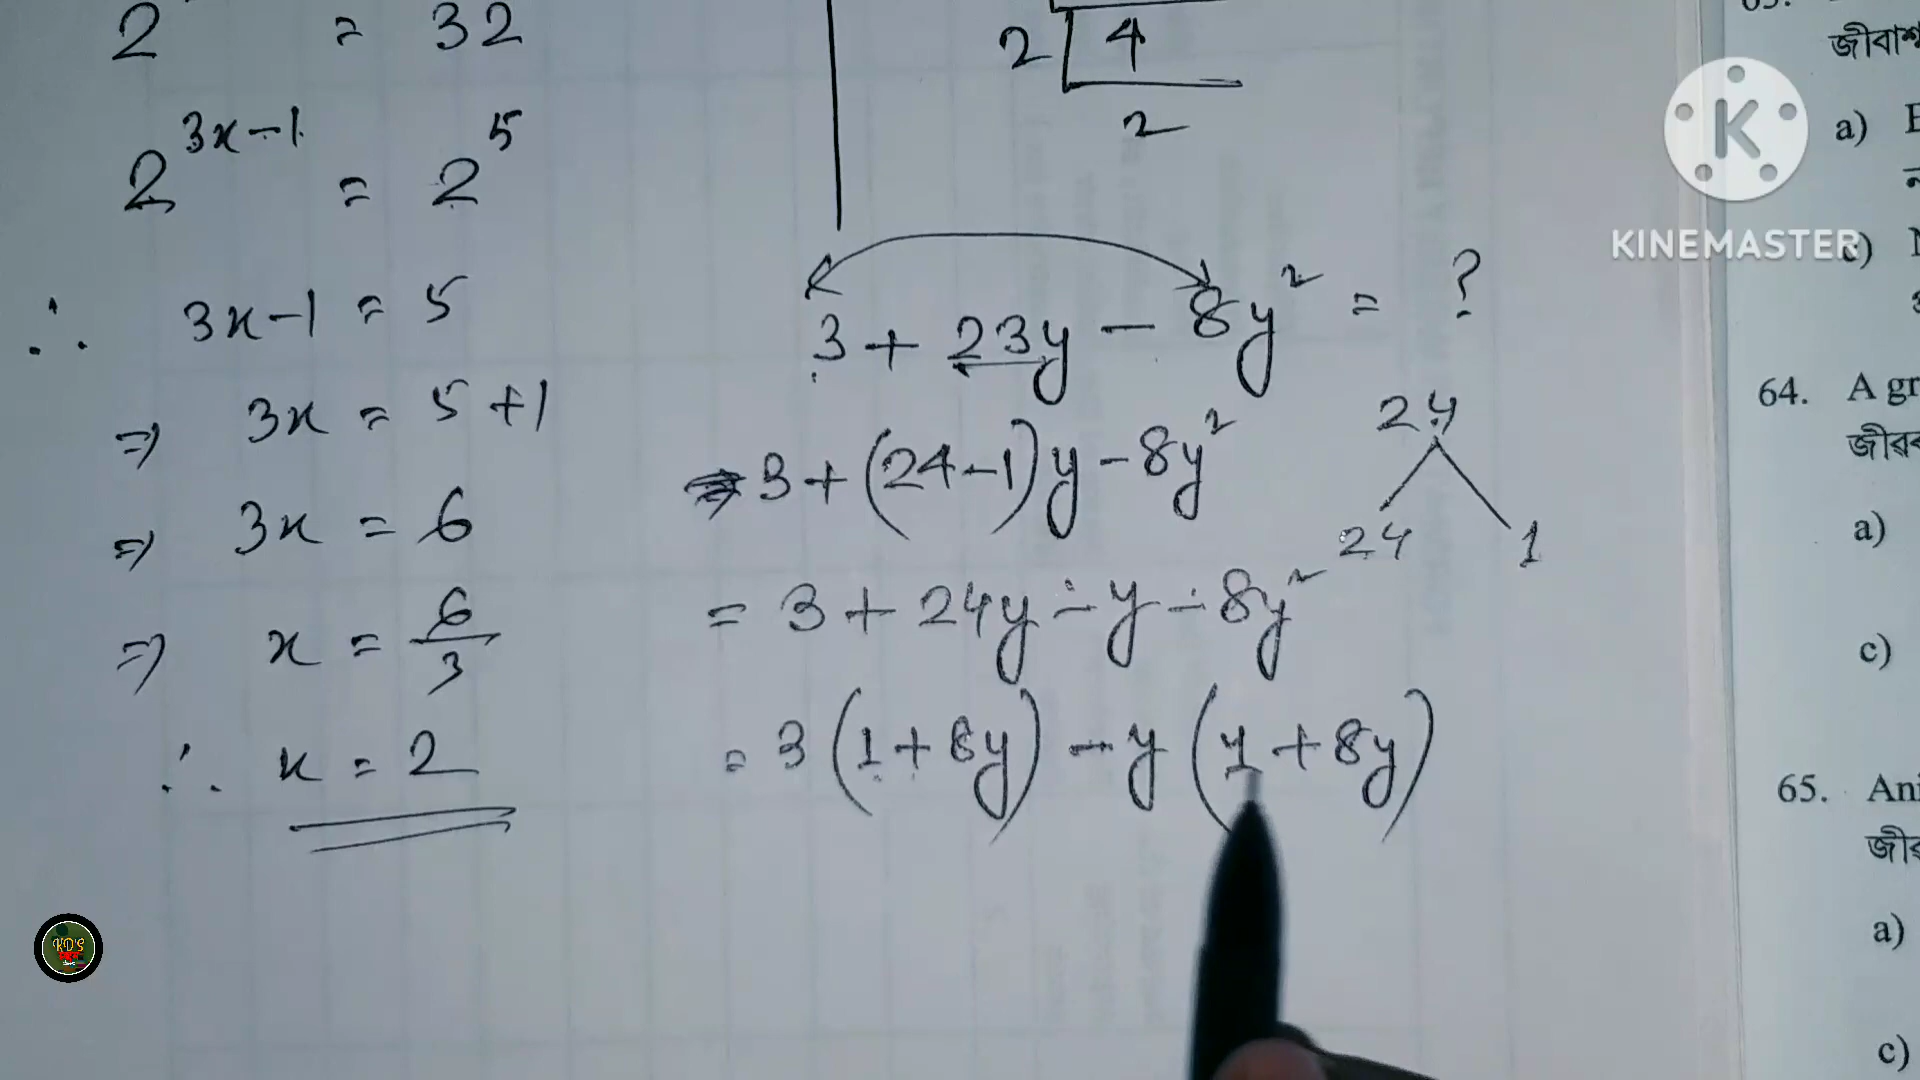 2 = 32
2^(3x-1) = 2^5
∴ 3x-1 = 5
⇒ 3x = 5+1
⇒ 3x = 6
⇒ x = 6/3
∴ x = 2
2 4
2
3 + 23y - 8y² = ?
3 + (24-1)y - 8y²
= 3 + 24y - y - 8y²
= 3(1+8y) - y(1+8y)
24
24 1
KINEMASTER
KD'S
a)
c)
64. A gr
a)
c)
65. Ani
a)
c)